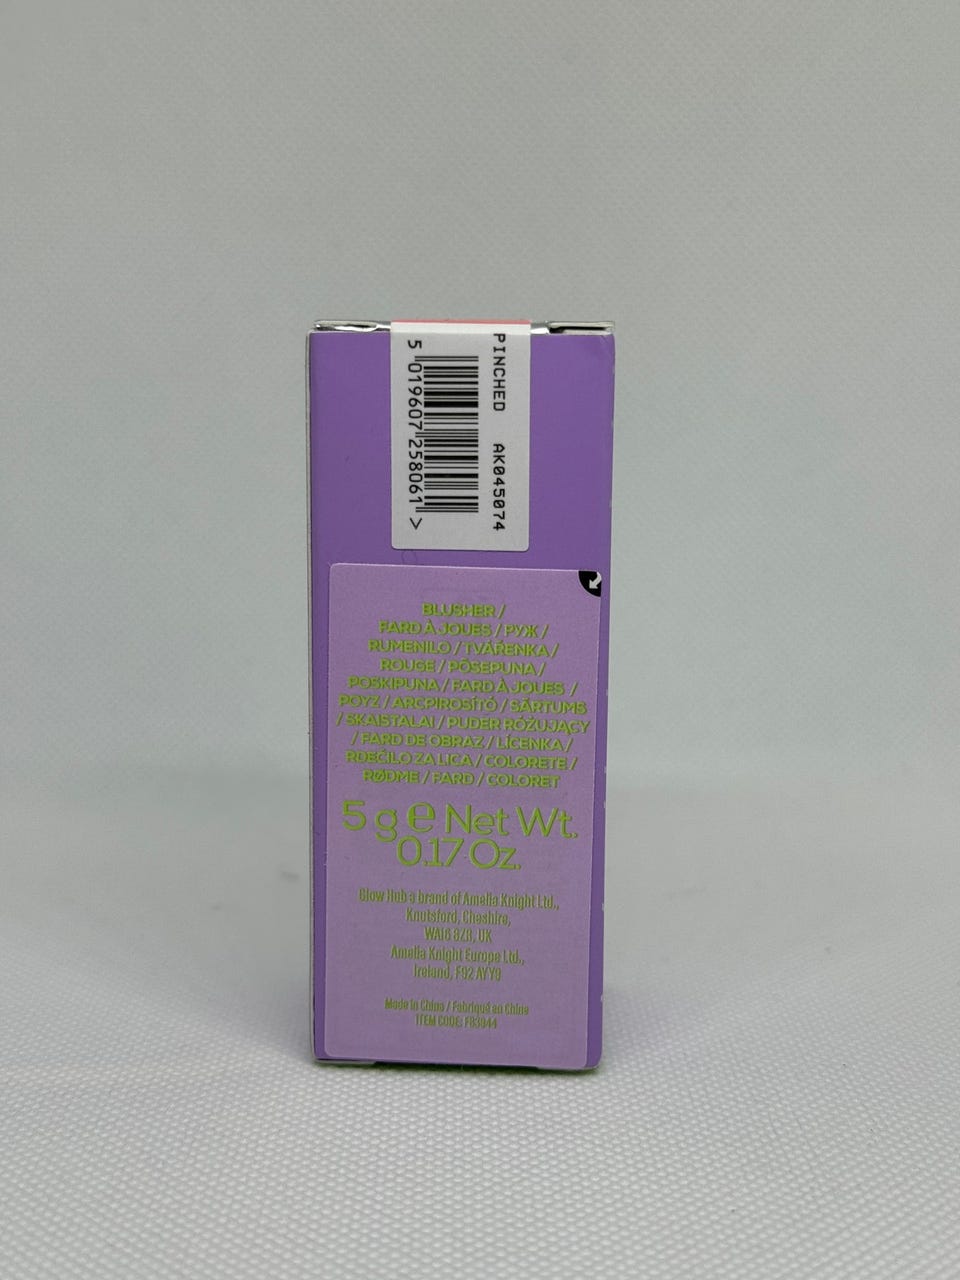 PINCHED AK045074
5 019607 258061 >
BLUSHER /
FARD À JOUES / РУЖ /
RUMENILO / TVÁŘENKA /
ROUGE / PÕSEPUNA /
POSKIPUNA / FARD À JOUES /
ΡΟΥΖ / ARCPIROSÍTÓ / SĀRTUMS
/ SKAISTALAI / PUDER RÓŻUJĄCY
/ FARD DE OBRAZ / LÍCENKA /
RDEČILO ZA LICA / COLORETE /
RØDME / FARD / COLORET
5 g ℮ Net Wt.
0.17 Oz.
Glow Hub a brand of Amelia Knight Ltd.,
Knutsford, Cheshire,
WA16 8ZR, UK
Amelia Knight Europe Ltd.,
Ireland, F92 AYY9
Made in China / Fabriqué en Chine
ITEM CODE: FB3944